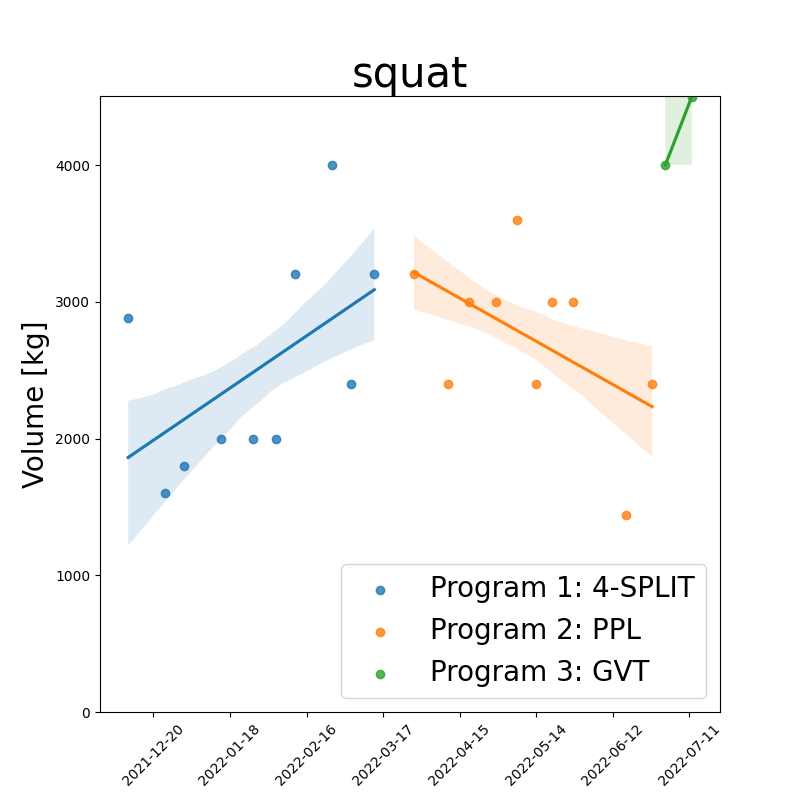 squat
Volume [kg]
4000
3000
2000
1000
0
2021-12-20
2022-01-18
2022-02-16
2022-03-17
2022-04-15
2022-05-14
2022-06-12
2022-07-11
Program 1: 4-SPLIT
Program 2: PPL
Program 3: GVT